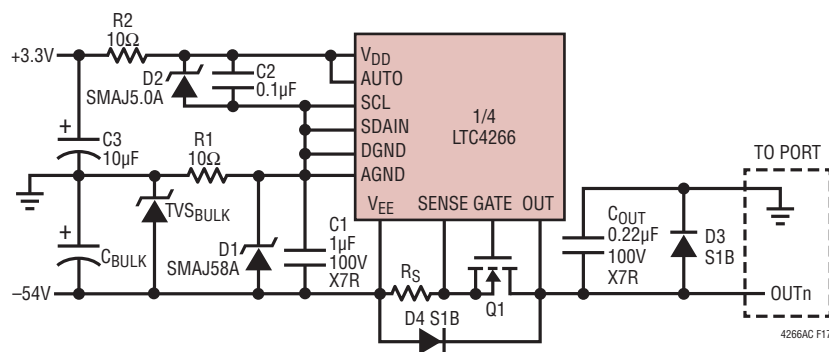 R2
10Ω
+3.3V
D2
SMAJ5.0A
C2
0.1µF
VDD
AUTO
SCL
SDAIN
DGND
AGND
1/4
LTC4266
VEE SENSE GATE OUT
+
C3
10µF
R1
10Ω
TVSBULK
+
CBULK
D1
SMAJ58A
C1
1µF
100V
X7R
–54V
RS
Q1
D4 S1B
COUT
0.22µF
100V
X7R
D3
S1B
TO PORT
OUTn
4266AC F17